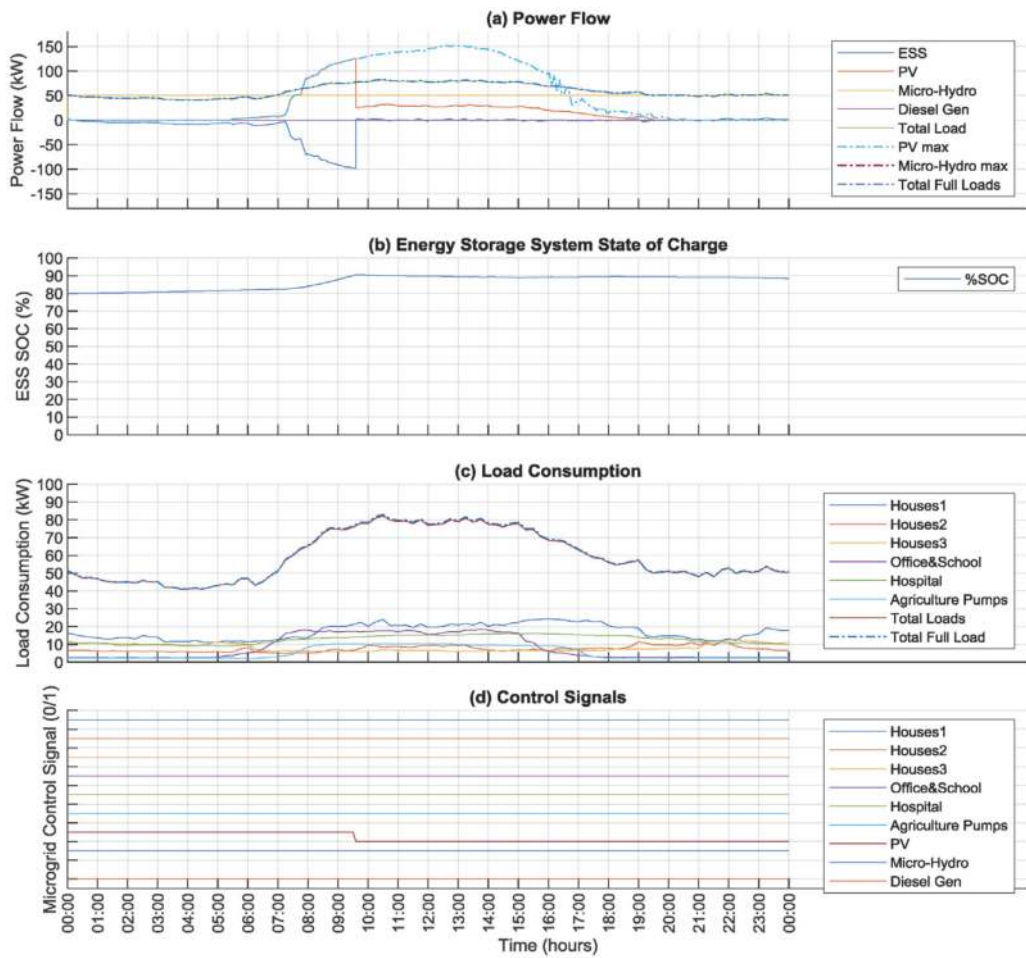 (a) Power Flow
Power Flow (kW)
150
100
50
0
-50
-100
-150
ESS
PV
Micro-Hydro
Diesel Gen
Total Load
PV max
Micro-Hydro max
Total Full Loads
(b) Energy Storage System State of Charge
ESS SOC (%)
100
90
80
70
60
50
40
30
20
10
0
%SOC
(c) Load Consumption
Load Consumption (kW)
100
90
80
70
60
50
40
30
20
10
0
Houses1
Houses2
Houses3
Office&School
Hospital
Agriculture Pumps
Total Loads
Total Full Load
(d) Control Signals
Microgrid Control Signal (0/1)
Houses1
Houses2
Houses3
Office&School
Hospital
Agriculture Pumps
PV
Micro-Hydro
Diesel Gen
00:00
01:00
02:00
03:00
04:00
05:00
06:00
07:00
08:00
09:00
10:00
11:00
12:00
13:00
14:00
15:00
16:00
17:00
18:00
19:00
20:00
21:00
22:00
23:00
00:00
Time (hours)